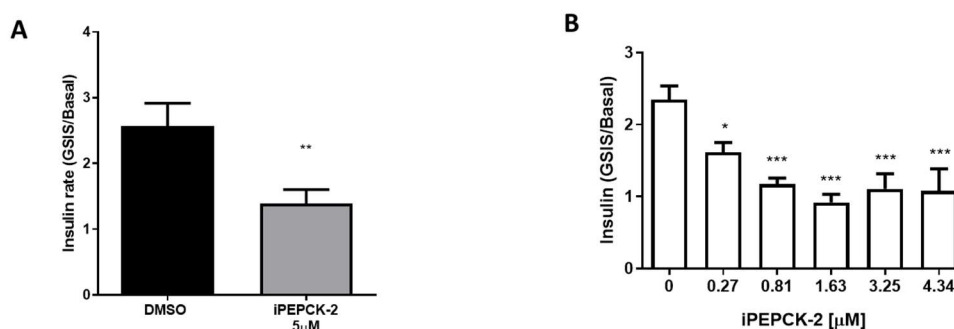 A
Insulin rate (GSIS/Basal)
4
3
2
1
0
**
DMSO
iPEPCK-2
5µM
B
Insulin (GSIS/Basal)
3
2
1
0
*
***
***
***
***
0 0.27 0.81 1.63 3.25 4.34
iPEPCK-2 [µM]